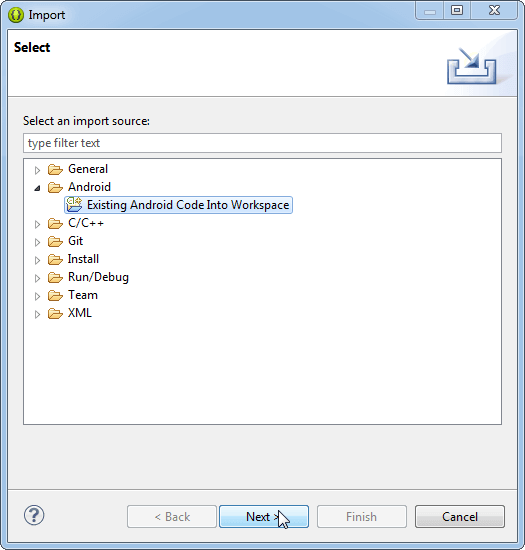 Import
Select
Select an import source:
type filter text
General
Android
Existing Android Code Into Workspace
C/C++
Git
Install
Run/Debug
Team
XML
? < Back Next > Finish Cancel